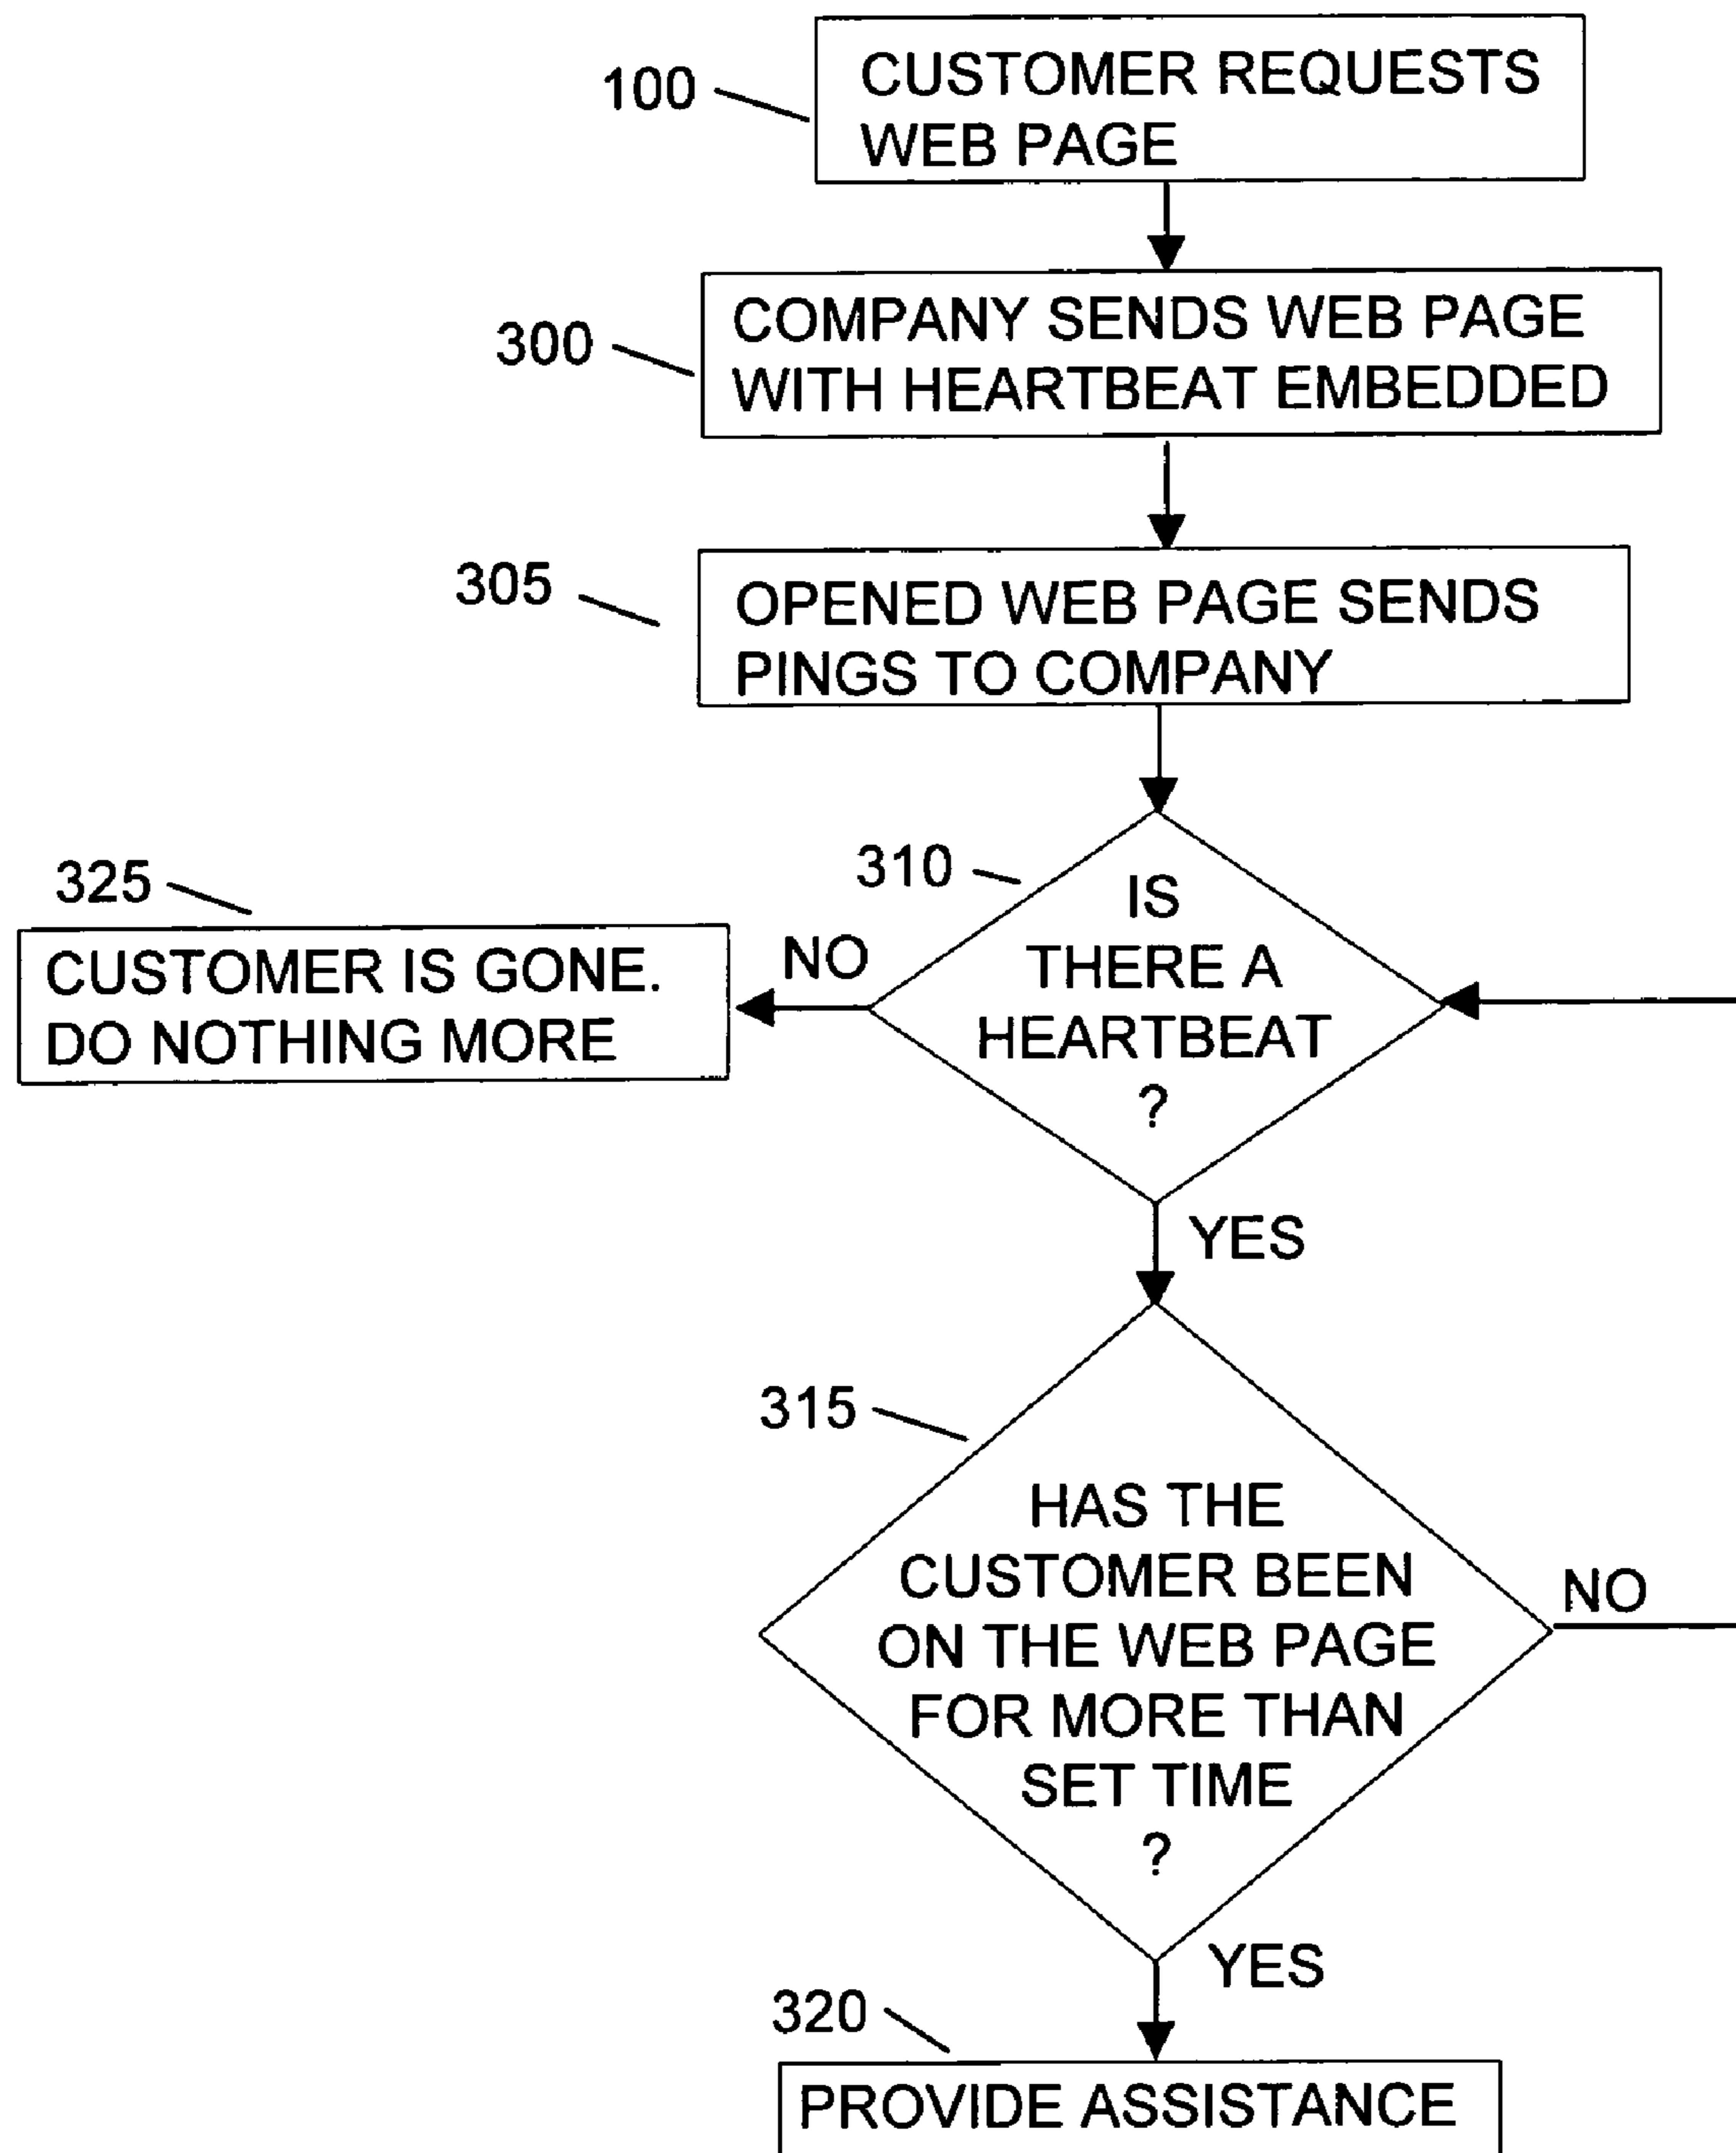 100
CUSTOMER REQUESTS
WEB PAGE
300
COMPANY SENDS WEB PAGE
WITH HEARTBEAT EMBEDDED
305
OPENED WEB PAGE SENDS
PINGS TO COMPANY
310
IS
THERE A
HEARTBEAT
?
NO
325
CUSTOMER IS GONE.
DO NOTHING MORE
YES
315
HAS THE
CUSTOMER BEEN
ON THE WEB PAGE
FOR MORE THAN
SET TIME
?
NO
YES
320
PROVIDE ASSISTANCE